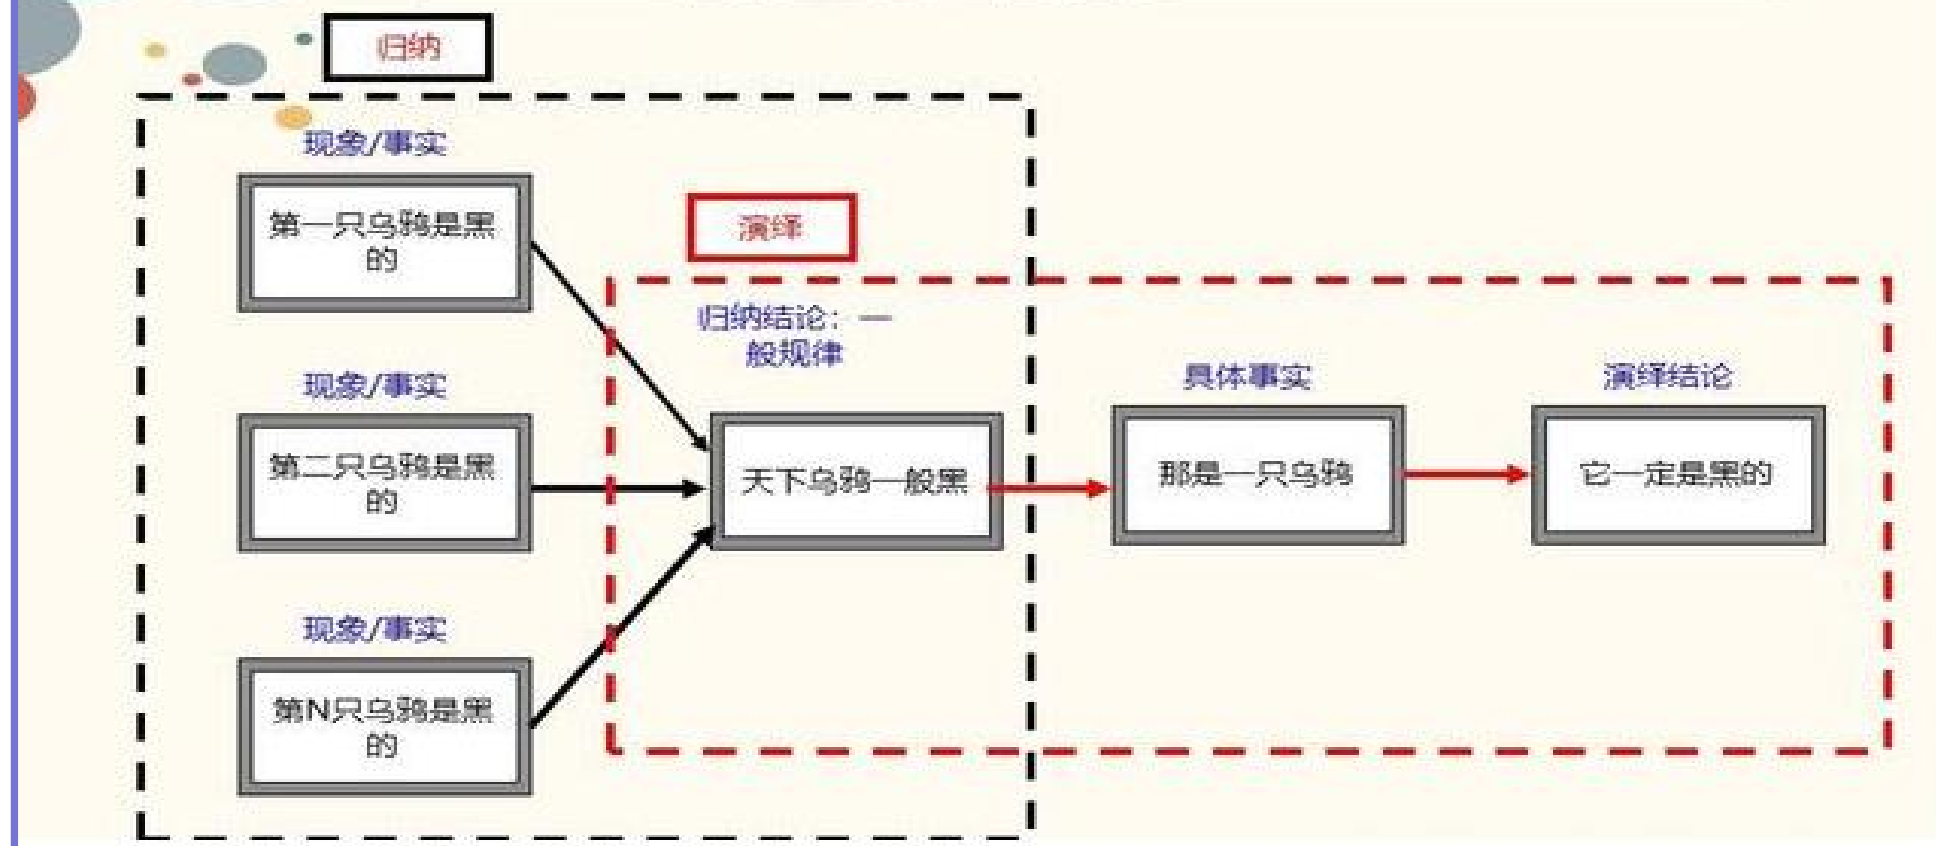 归纳
现象/事实
第一只乌鸦是黑
的
演绎
归纳结论：一
般规律
现象/事实
第二只乌鸦是黑
的
天下乌鸦一般黑
具体事实
那是一只乌鸦
演绎结论
它一定是黑的
现象/事实
第N只乌鸦是黑
的